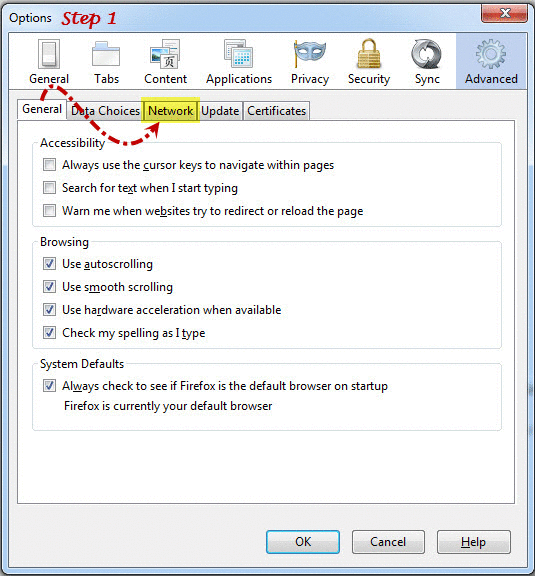 Options Step 1
General Tabs Content Applications Privacy Security Sync Advanced
General Data Choices Network Update Certificates
Accessibility
Always use the cursor keys to navigate within pages
Search for text when I start typing
Warn me when websites try to redirect or reload the page
Browsing
Use autoscrolling
Use smooth scrolling
Use hardware acceleration when available
Check my spelling as I type
System Defaults
Always check to see if Firefox is the default browser on startup
Firefox is currently your default browser
OK Cancel Help